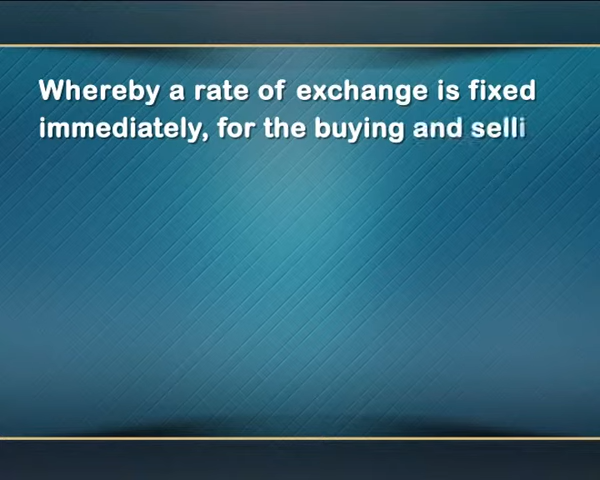 Whereby a rate of exchange is fixed
immediately, for the buying and selli